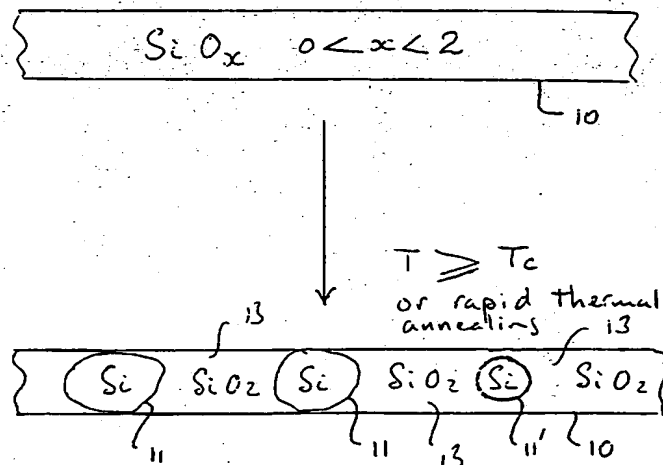 SiOx 0<x<2
10
T ⩾ Tc
or rapid thermal
annealing
13
13
Si SiO2 Si SiO2 Si SiO2
11
11
13
11'
10